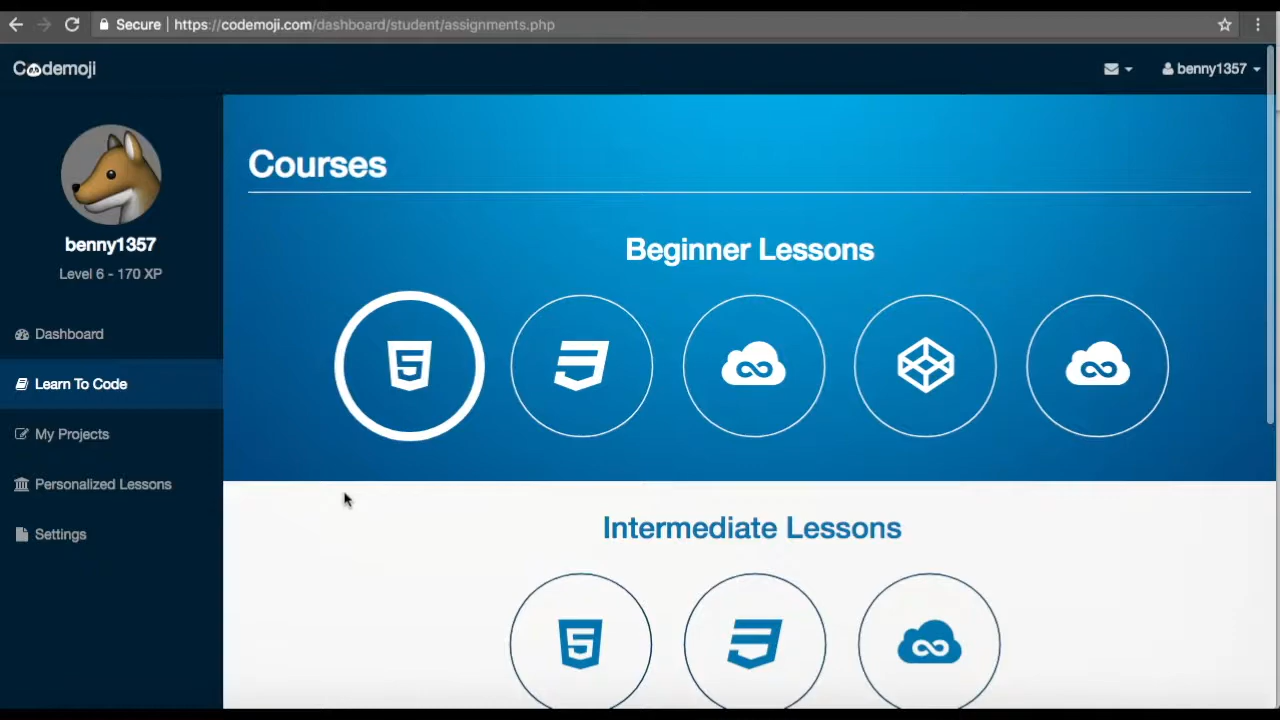 Secure | https://codemoji.com/dashboard/student/assignments.php
Codemoji
benny1357
benny1357
Level 6 - 170 XP
Dashboard
Learn To Code
My Projects
Personalized Lessons
Settings
Courses
Beginner Lessons
Intermediate Lessons